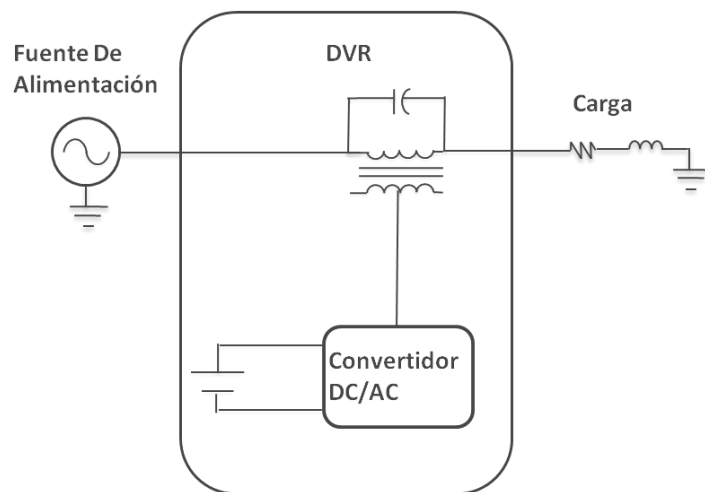 Fuente De
Alimentación
DVR
Carga
Convertidor
DC/AC